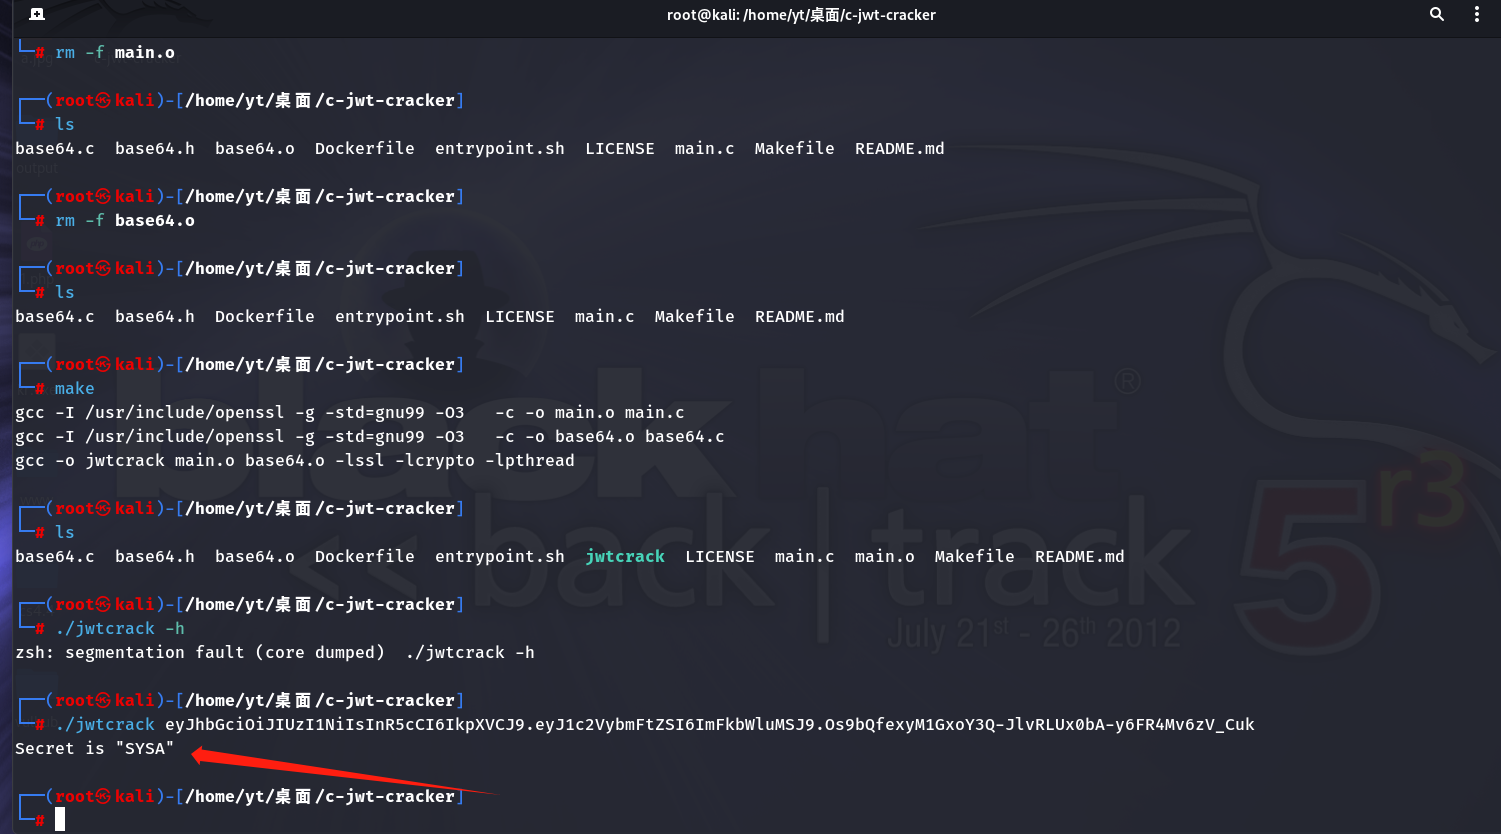 root@kali: /home/yt/桌面/c-jwt-cracker
└─# rm -f main.o
┌──(root㉿kali)-[/home/yt/桌面/c-jwt-cracker]
└─# ls
base64.c  base64.h  base64.o  Dockerfile  entrypoint.sh  LICENSE  main.c  Makefile  README.md
┌──(root㉿kali)-[/home/yt/桌面/c-jwt-cracker]
└─# rm -f base64.o
┌──(root㉿kali)-[/home/yt/桌面/c-jwt-cracker]
└─# ls
base64.c  base64.h  Dockerfile  entrypoint.sh  LICENSE  main.c  Makefile  README.md
┌──(root㉿kali)-[/home/yt/桌面/c-jwt-cracker]
└─# make
gcc -I /usr/include/openssl -g -std=gnu99 -O3   -c -o main.o main.c
gcc -I /usr/include/openssl -g -std=gnu99 -O3   -c -o base64.o base64.c
gcc -o jwtcrack main.o base64.o -lssl -lcrypto -lpthread
┌──(root㉿kali)-[/home/yt/桌面/c-jwt-cracker]
└─# ls
base64.c  base64.h  base64.o  Dockerfile  entrypoint.sh  jwtcrack  LICENSE  main.c  main.o  Makefile  README.md
┌──(root㉿kali)-[/home/yt/桌面/c-jwt-cracker]
└─# ./jwtcrack -h
zsh: segmentation fault (core dumped)  ./jwtcrack -h
┌──(root㉿kali)-[/home/yt/桌面/c-jwt-cracker]
└─# ./jwtcrack eyJhbGciOiJIUzI1NiIsInR5cCI6IkpXVCJ9.eyJ1c2VybmFtZSI6ImFkbWluMSJ9.Os9bQfexyM1GxoY3Q-JlvRLUx0bA-y6FR4Mv6zV_Cuk
Secret is "SYSA"
┌──(root㉿kali)-[/home/yt/桌面/c-jwt-cracker]
└─#
blackhat®
<< back | track 5 r3
July 21st - 26th 2012